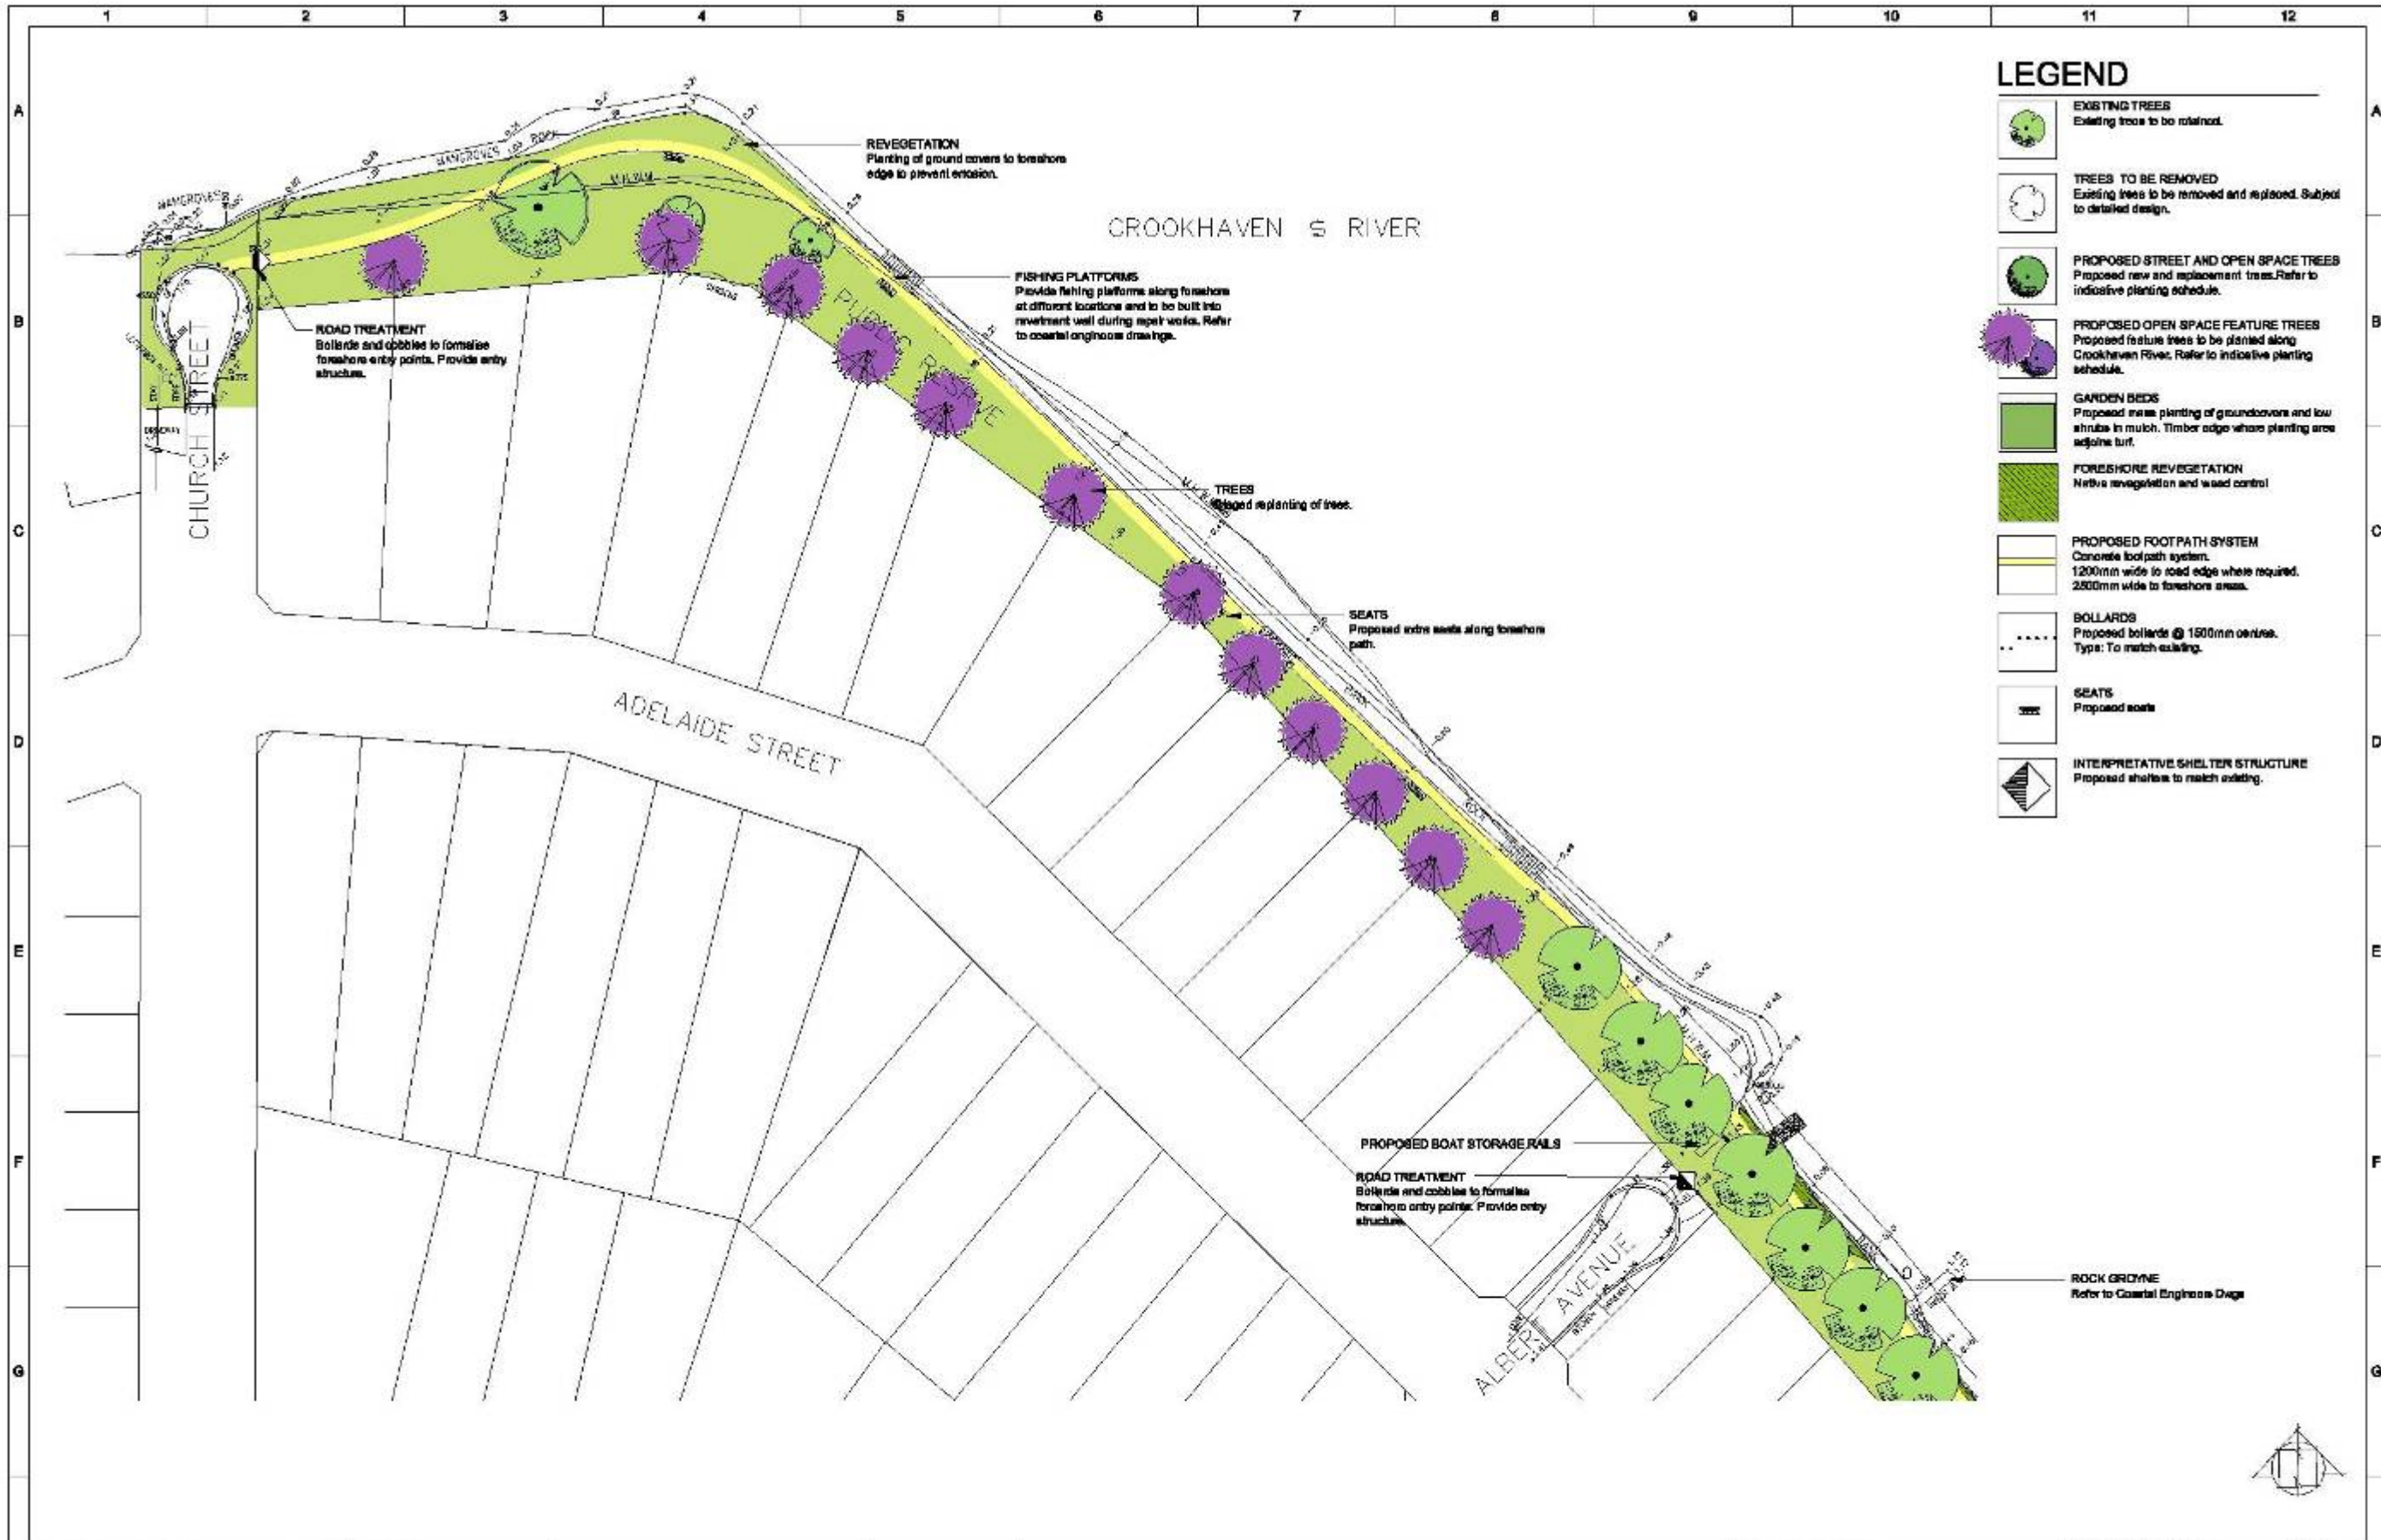 1 2 3 4 5 6 7 8 9 10 11 12
A
B
C
D
E
F
G
A
B
C
D
E
F
G
MANGROVES
MANGROVES
ROCK
REVEGETATION
Planting of ground covers to foreshore
edge to prevent errosion.
CROOKHAVEN RIVER
FISHING PLATFORMS
Provide fishing platforms along foreshore
at different locations and to be built into
revetment wall during repair works. Refer
to coastal engineers drawings.
PUBLIC RESERVE
ROAD TREATMENT
Bollards and cobbles to formalise
foreshore entry points. Provide entry
structure.
CHURCH STREET
DRIVEWAY
TREES
Staged replanting of trees.
SEATS
Proposed extra seats along foreshore
path.
ADELAIDE STREET
ROCK
PROPOSED BOAT STORAGE RAILS
ROAD TREATMENT
Bollards and cobbles to formalise
foreshore entry points. Provide entry
structure.
ALBERT AVENUE
ROCK GROYNE
Refer to Coastal Engineers Dwgs
LEGEND
EXISTING TREES
Existing trees to be retained.
TREES TO BE REMOVED
Existing trees to be removed and replaced. Subject
to detailed design.
PROPOSED STREET AND OPEN SPACE TREES
Proposed new and replacement trees.Refer to
indicative planting schedule.
PROPOSED OPEN SPACE FEATURE TREES
Proposed feature trees to be planted along
Crookhaven River. Refer to indicative planting
schedule.
GARDEN BEDS
Proposed mass planting of groundcovers and low
shrubs in mulch. Timber edge where planting area
adjoins turf.
FORESHORE REVEGETATION
Native revegetation and weed control
PROPOSED FOOTPATH SYSTEM
Concrete footpath system.
1200mm wide to road edge where required.
2500mm wide to foreshore areas.
BOLLARDS
Proposed bollards @ 1500mm centres.
Type: To match existing.
SEATS
Proposed seats
INTERPRETATIVE SHELTER STRUCTURE
Proposed shelters to match existing.